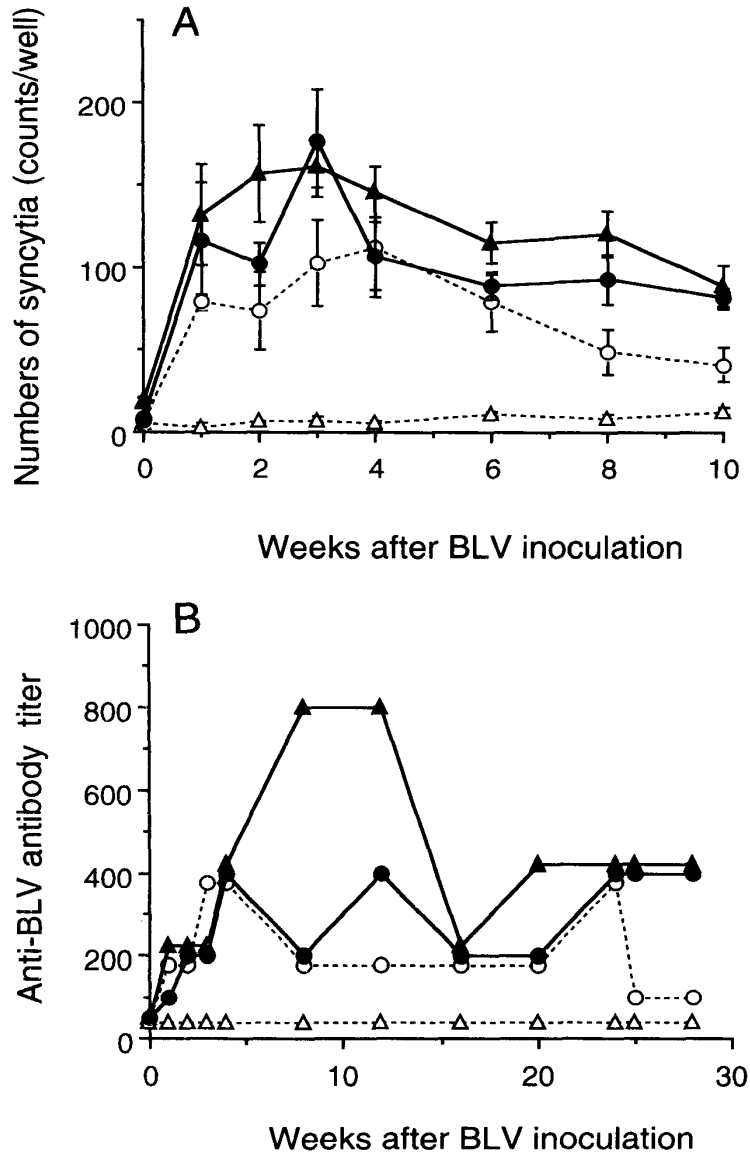 A
Numbers of syncytia (counts/well)
200
100
0
0 2 4 6 8 10
Weeks after BLV inoculation
B
Anti-BLV antibody titer
1000
800
600
400
200
0
0 10 20 30
Weeks after BLV inoculation